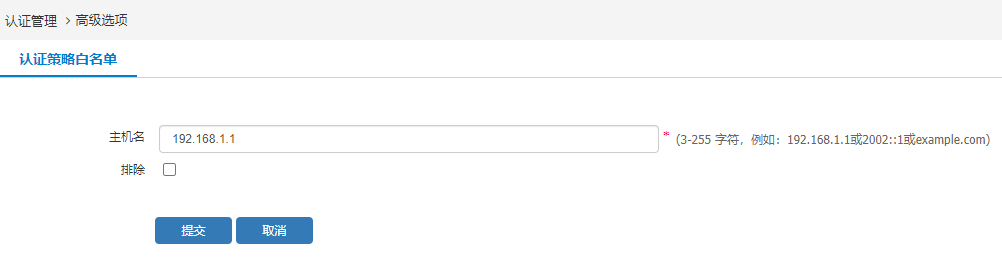 认证管理 > 高级选项
认证策略白名单
主机名 192.168.1.1 * (3-255 字符，例如：192.168.1.1或2002::1或example.com)
排除
提交 取消